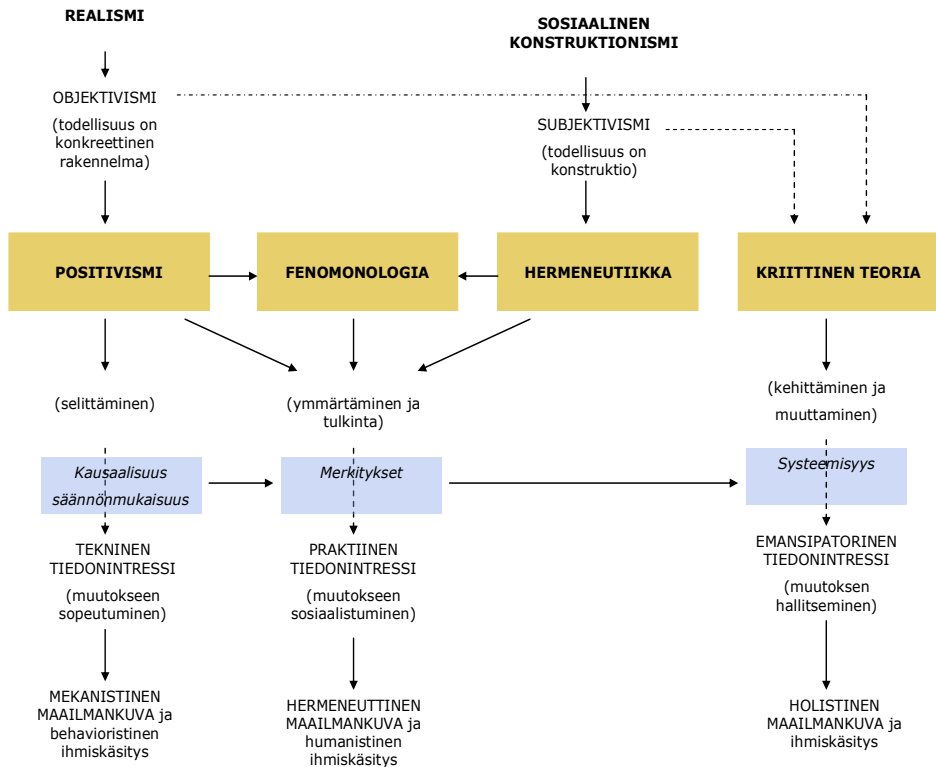 REALISMI
SOSIAALINEN
KONSTRUKTIONISMI
OBJEKTIVISMI
(todellisuus on
konkreettinen
rakennelma)
SUBJEKTIVISMI
(todellisuus on
konstruktio)
POSITIVISMI
FENOMONOLOGIA
HERMENEUTIIKKA
KRIITTINEN TEORIA
(selittäminen)
(ymmärtäminen ja
tulkinta)
(kehittäminen ja
muuttaminen)
Kausaalisuus
säännönmukaisuus
Merkitykset
Systeemisyys
TEKNINEN
TIEDONINTRESSI
(muutokseen
sopeutuminen)
PRAKTIINEN
TIEDONINTRESSI
(muutokseen
sosiaalistuminen)
EMANSIPATORINEN
TIEDONINTRESSI
(muutoksen
hallitseminen)
MEKANISTINEN
MAAILMANKUVA ja
behavioristinen
ihmiskäsitys
HERMENEUTTINEN
MAAILMANKUVA ja
humanistinen
ihmiskäsitys
HOLISTINEN
MAAILMANKUVA ja
ihmiskäsitys